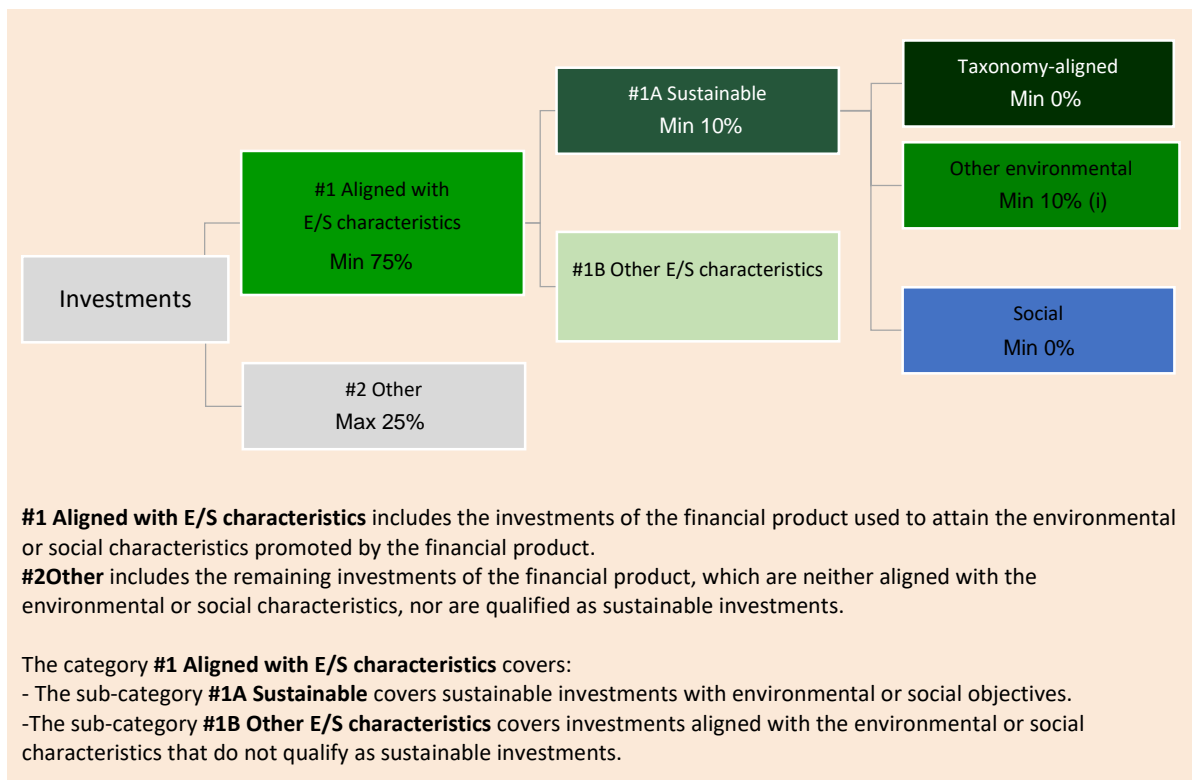 Investments
#1 Aligned with
E/S characteristics
Min 75%
#2 Other
Max 25%
#1A Sustainable
Min 10%
#1B Other E/S characteristics
Taxonomy-aligned
Min 0%
Other environmental
Min 10% (i)
Social
Min 0%
#1 Aligned with E/S characteristics includes the investments of the financial product used to attain the environmental
or social characteristics promoted by the financial product.
#2Other includes the remaining investments of the financial product, which are neither aligned with the
environmental or social characteristics, nor are qualified as sustainable investments.
The category #1 Aligned with E/S characteristics covers:
- The sub-category #1A Sustainable covers sustainable investments with environmental or social objectives.
-The sub-category #1B Other E/S characteristics covers investments aligned with the environmental or social
characteristics that do not qualify as sustainable investments.